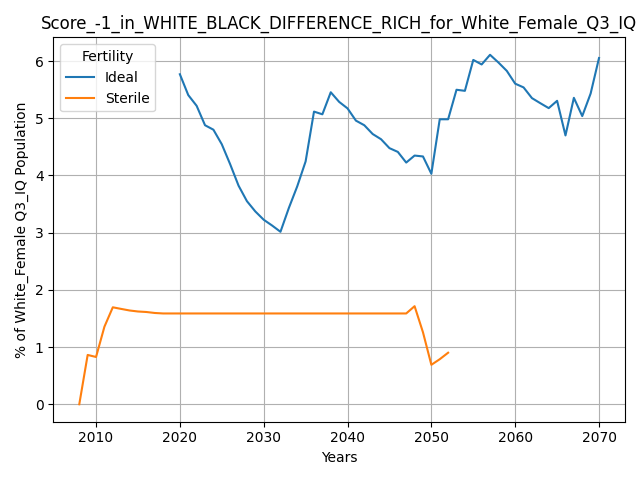 Score_-1_in_WHITE_BLACK_DIFFERENCE_RICH_for_White_Female_Q3_IQ
Fertility
Ideal
Sterile
% of White_Female Q3_IQ Population
6
5
4
3
2
1
0
2010 2020 2030 2040 2050 2060 2070
Years